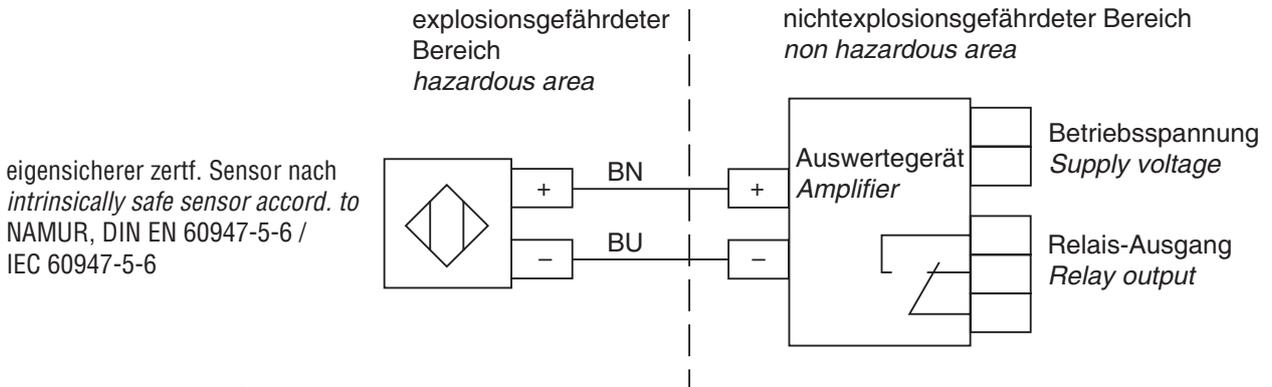 explosionsgefährdeter
Bereich
hazardous area
nichtexplosionsgefährdeter Bereich
non hazardous area
eigensicherer zertf. Sensor nach
intrinsically safe sensor accord. to
NAMUR, DIN EN 60947-5-6 /
IEC 60947-5-6
+
BN
+
–
BU
–
Auswertegerät
Amplifier
Betriebsspannung
Supply voltage
Relais-Ausgang
Relay output